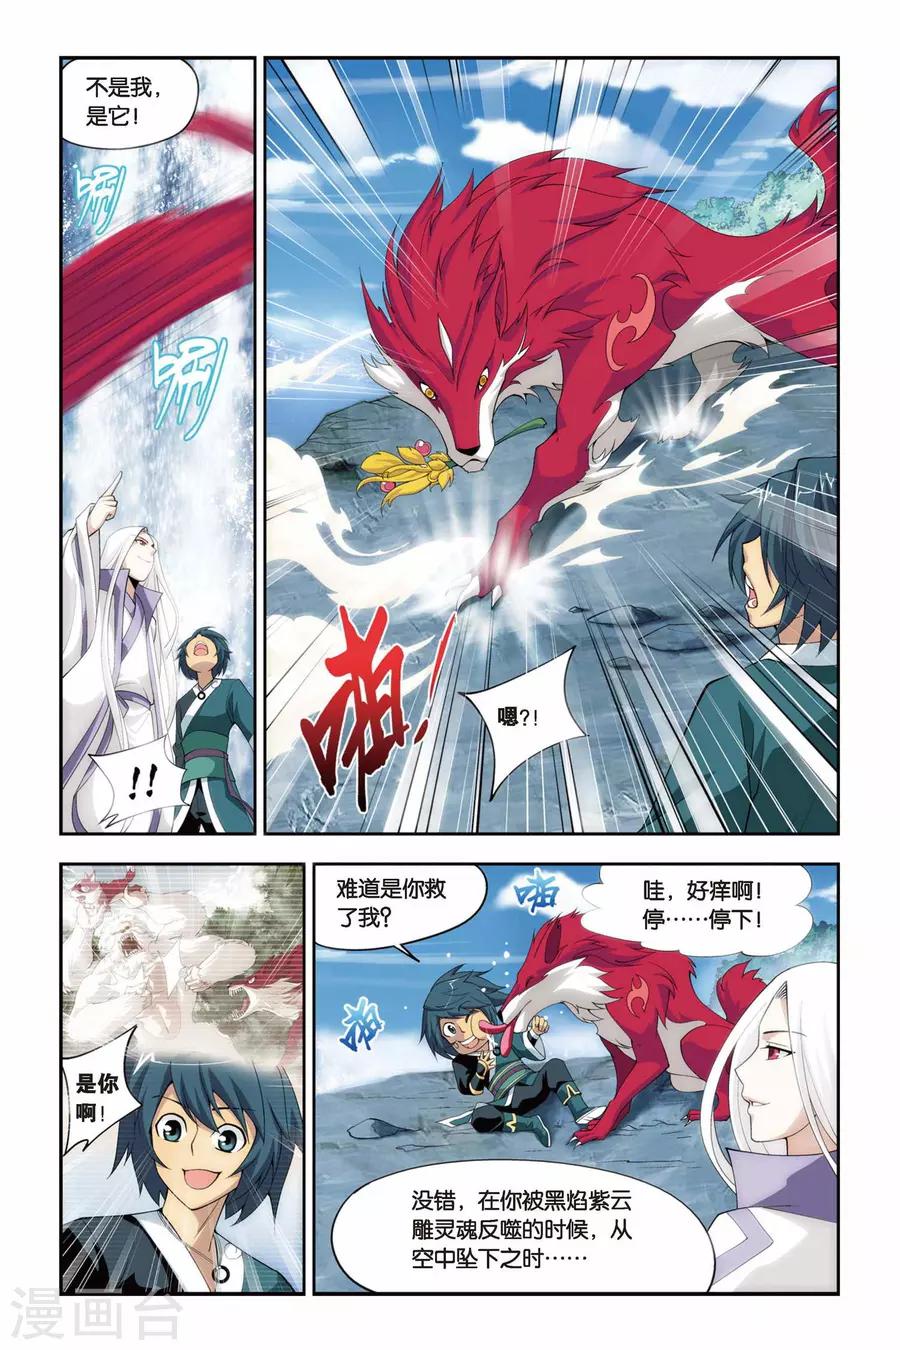 不是我，
是它！
唰
唰
！！
嗯？！
啪！
是你
啊！
难道是你救
了我？
啪
啪
哇，好痒啊！
停……停下！
没错，在你被黑焰紫云
雕灵魂反噬的时候，从
空中坠下之时……
漫画台